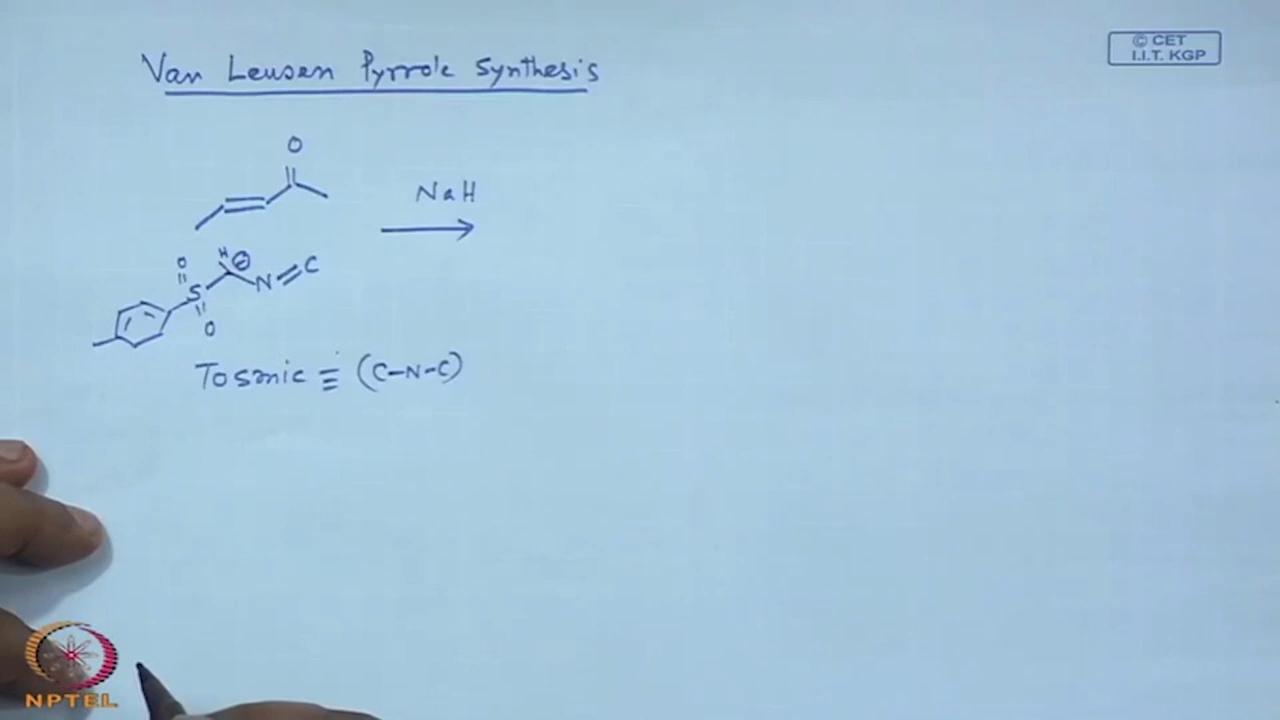 © CET
I.I.T. KGP
Van Leusen Pyrrole Synthesis
O
NaH
H
⊖
O
S
N
C
O
Tosmic ≡ (C-N-C)
NPTEL